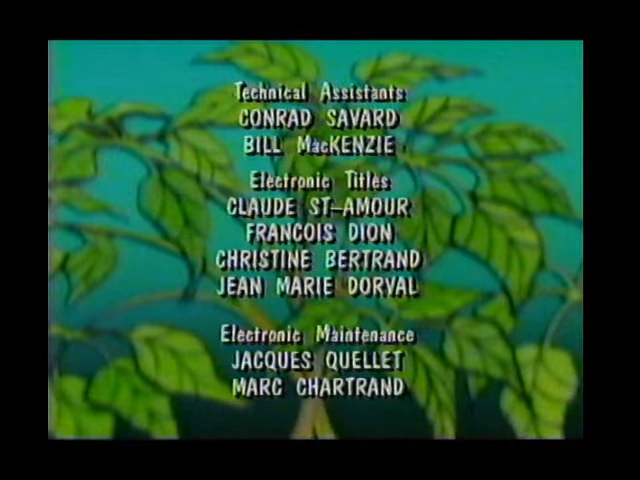 Technical Assistants
CONRAD SAVARD
BILL MacKENZIE
Electronic Titles
CLAUDE ST-AMOUR
FRANCOIS DION
CHRISTINE BERTRAND
JEAN MARIE DORVAL
Electronic Maintenance
JACQUES QUELLET
MARC CHARTRAND